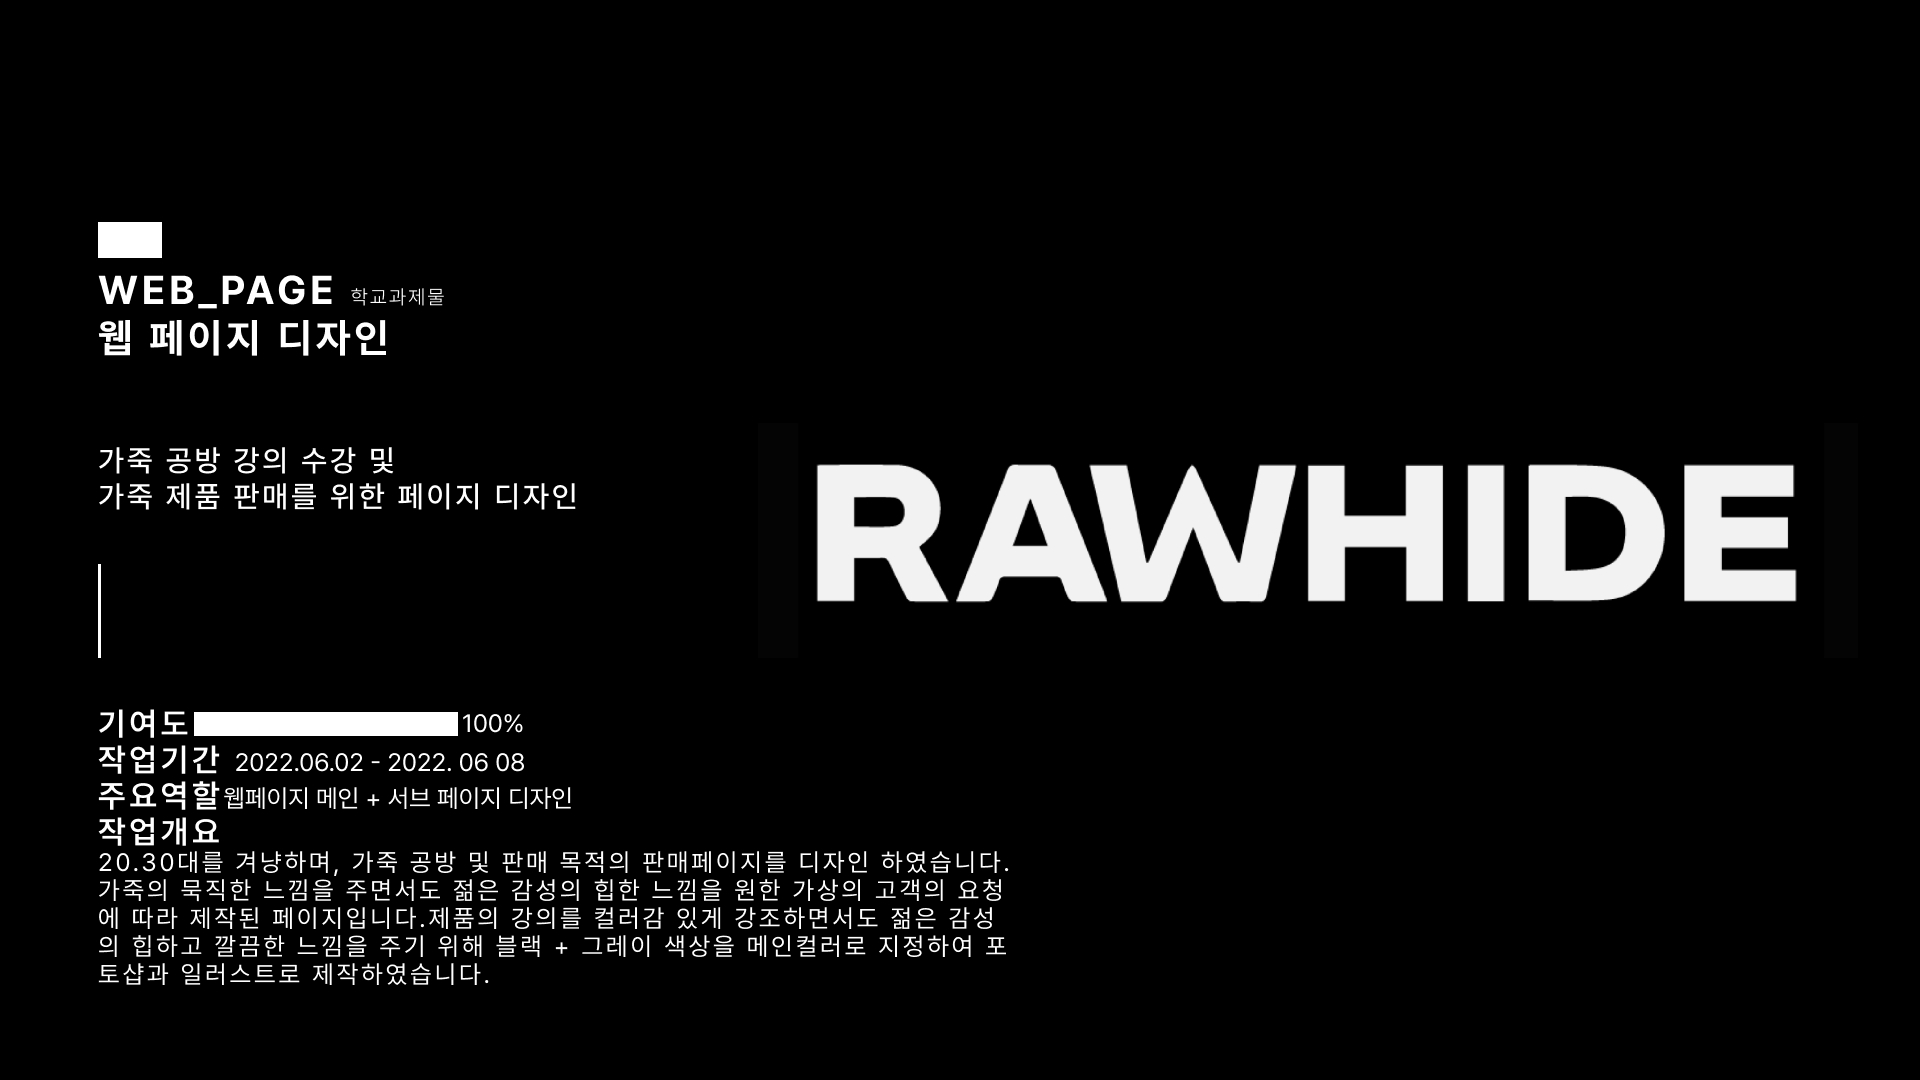 WEB_PAGE 학교과제물
웹 페이지 디자인
가죽 공방 강의 수강 및
가죽 제품 판매를 위한 페이지 디자인
RAWHIDE
기여도 100%
작업기간 2022.06.02 - 2022. 06 08
주요역할 웹페이지 메인 + 서브 페이지 디자인
작업개요
20.30대를 겨냥하며, 가죽 공방 및 판매 목적의 판매페이지를 디자인 하였습니다.
가죽의 묵직한 느낌을 주면서도 젊은 감성의 힙한 느낌을 원한 가상의 고객의 요청
에 따라 제작된 페이지입니다.제품의 강의를 컬러감 있게 강조하면서도 젊은 감성
의 힙하고 깔끔한 느낌을 주기 위해 블랙 + 그레이 색상을 메인컬러로 지정하여 포
토샵과 일러스트로 제작하였습니다.